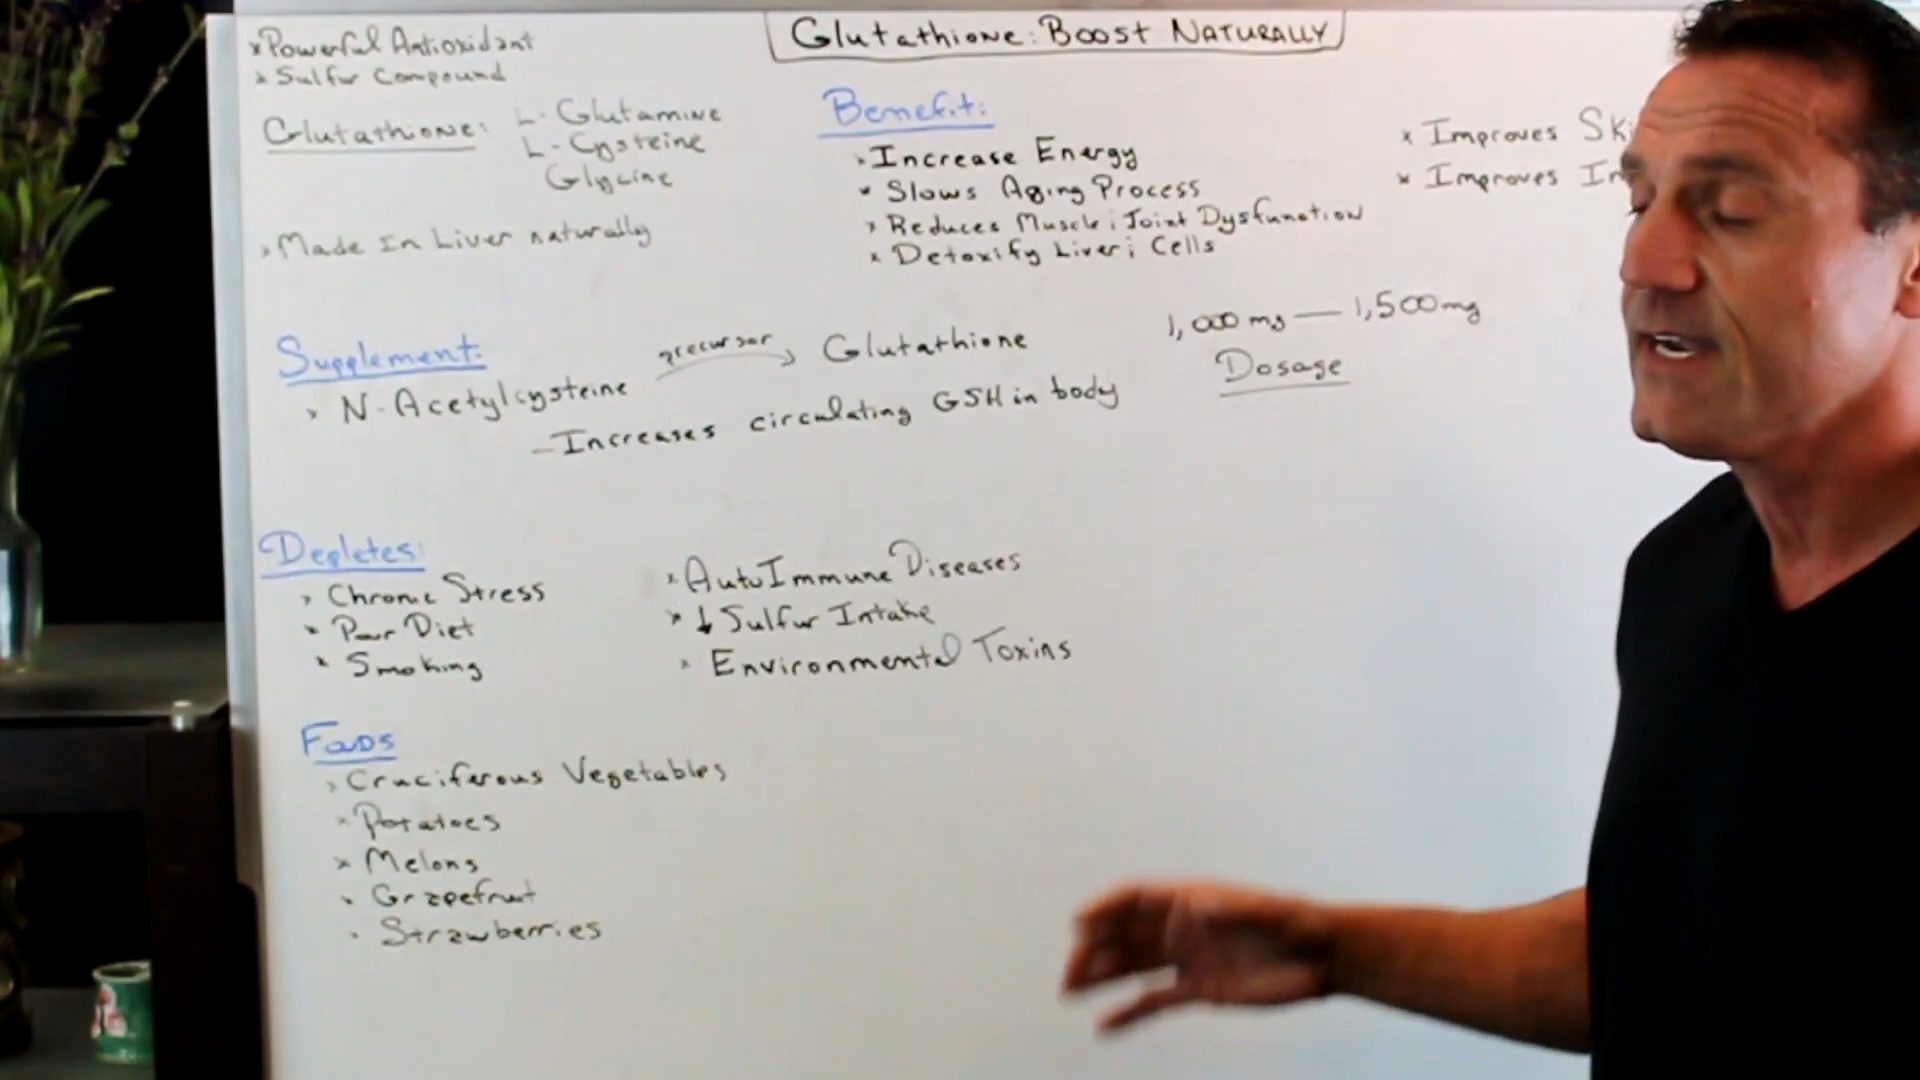 Glutathione: Boost Naturally
* Powerful Antioxidant
* Sulfur Compound
Glutathione: L-Glutamine
L-Cysteine
Glycine
* Made In Liver naturally
Benefit:
* Increase Energy
* Slows Aging Process
* Reduces Muscle ; Joint Dysfunction
* Detoxify Liver ; Cells
* Improves
* Improves
Supplement:
* N-Acetylcysteine precursor → Glutathione
- Increases circulating GSH in body
1,000 mg — 1,500 mg
Dosage
Depletes:
* Chronic Stress
* Poor Diet
* Smoking
* AutoImmune Diseases
* ↓ Sulfur Intake
* Environmental Toxins
Foods
* Cruciferous Vegetables
* Potatoes
* Melons
* Grapefruit
* Strawberries